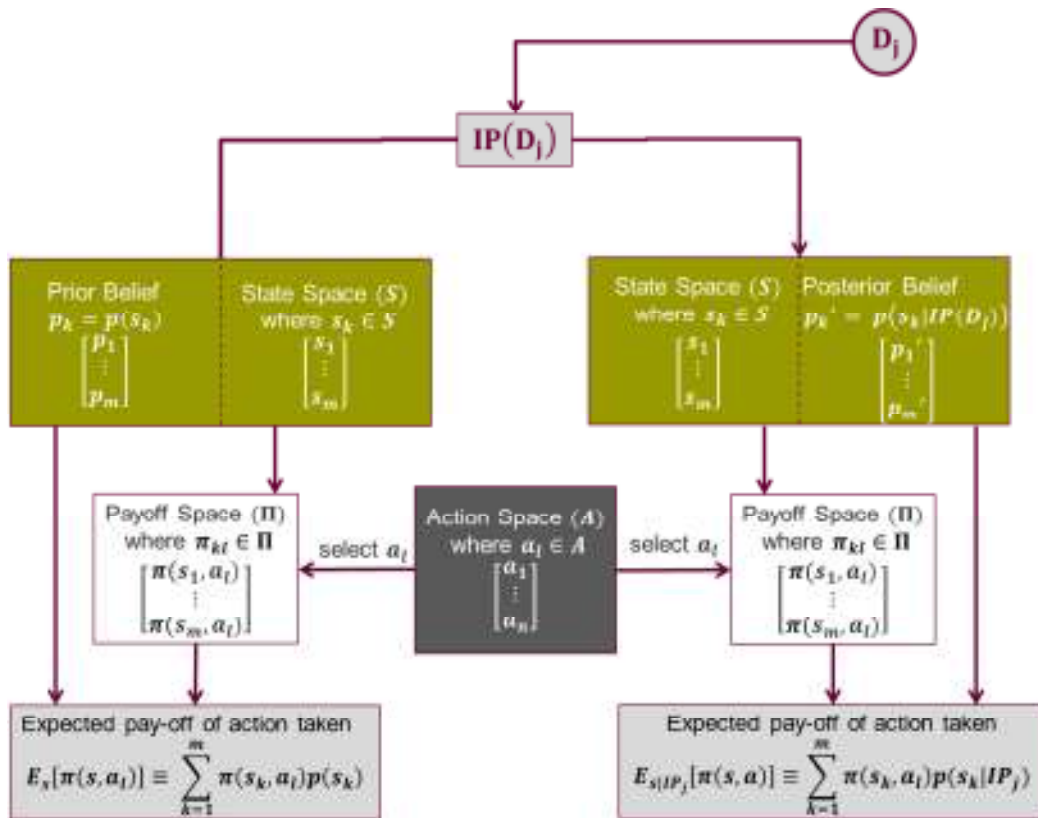 D_j
IP(D_j)
Prior Belief
p_k = p(s_k)
[p_1
⋮
p_m]
State Space (S)
where s_k ∈ S
[s_1
⋮
s_m]
State Space (S)
where s_k ∈ S
[s_1
⋮
s_m]
Posterior Belief
p_k' = p(s_k|IP(D_j))
[p_1'
⋮
p_m']
Payoff Space (Π)
where π_kl ∈ Π
[π(s_1, a_l)
⋮
π(s_m, a_l)]
select a_l
Action Space (A)
where a_l ∈ A
[a_1
⋮
a_n]
select a_l
Payoff Space (Π)
where π_kl ∈ Π
[π(s_1, a_l)
⋮
π(s_m, a_l)]
Expected pay-off of action taken
E_s[π(s, a_l)] ≡ ∑_{k=1}^{m} π(s_k, a_l)p(s_k)
Expected pay-off of action taken
E_{s|IP_j}[π(s, a)] ≡ ∑_{k=1}^{m} π(s_k, a_l)p(s_k|IP_j)